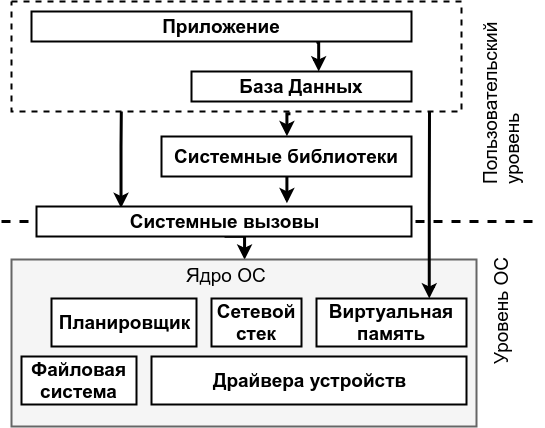 Приложение
База Данных
Системные библиотеки
Пользовательский
уровень
Системные вызовы
Ядро ОС
Планировщик
Сетевой
стек
Виртуальная
память
Файловая
система
Драйвера устройств
Уровень ОС